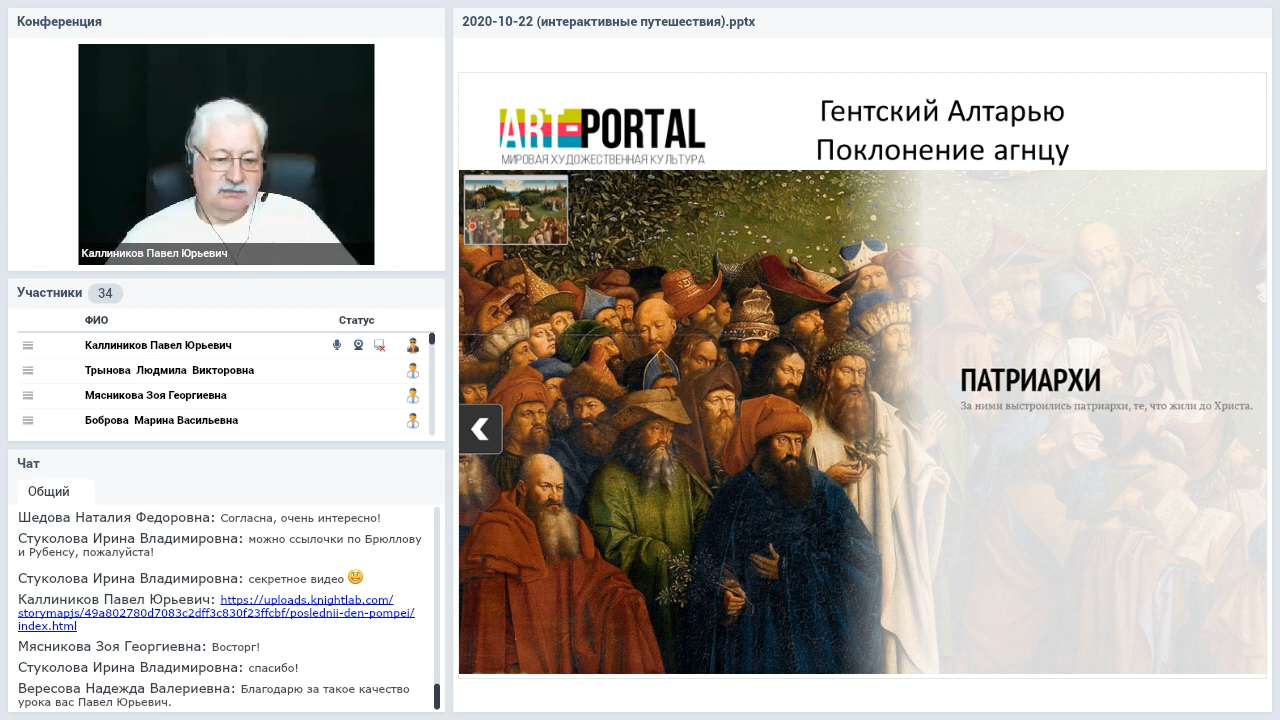 Конференция
Каллиников Павел Юрьевич
Участники 34
ФИО Статус
Каллиников Павел Юрьевич
Трынова Людмила Викторовна
Мясникова Зоя Георгиевна
Боброва Марина Васильевна
Чат
Общий
Шедова Наталия Федоровна: Согласна, очень интересно!
Стуколова Ирина Владимировна: можно ссылочки по Брюллову
и Рубенсу, пожалуйста!
Стуколова Ирина Владимировна: секретное видео
Каллиников Павел Юрьевич: https://uploads.knightlab.com/
storymapjs/49a802780d7083c2dff3c830f23ffcbf/poslednii-den-pompei/
index.html
Мясникова Зоя Георгиевна: Восторг!
Стуколова Ирина Владимировна: спасибо!
Вересова Надежда Валериевна: Благодарю за такое качество
урока вас Павел Юрьевич.
2020-10-22 (интерактивные путешествия).pptx
ART-PORTAL
МИРОВАЯ ХУДОЖЕСТВЕННАЯ КУЛЬТУРА
Гентский Алтарью
Поклонение агнцу
ПАТРИАРХИ
За ними выстроились патриархи, те, что жили до Христа.